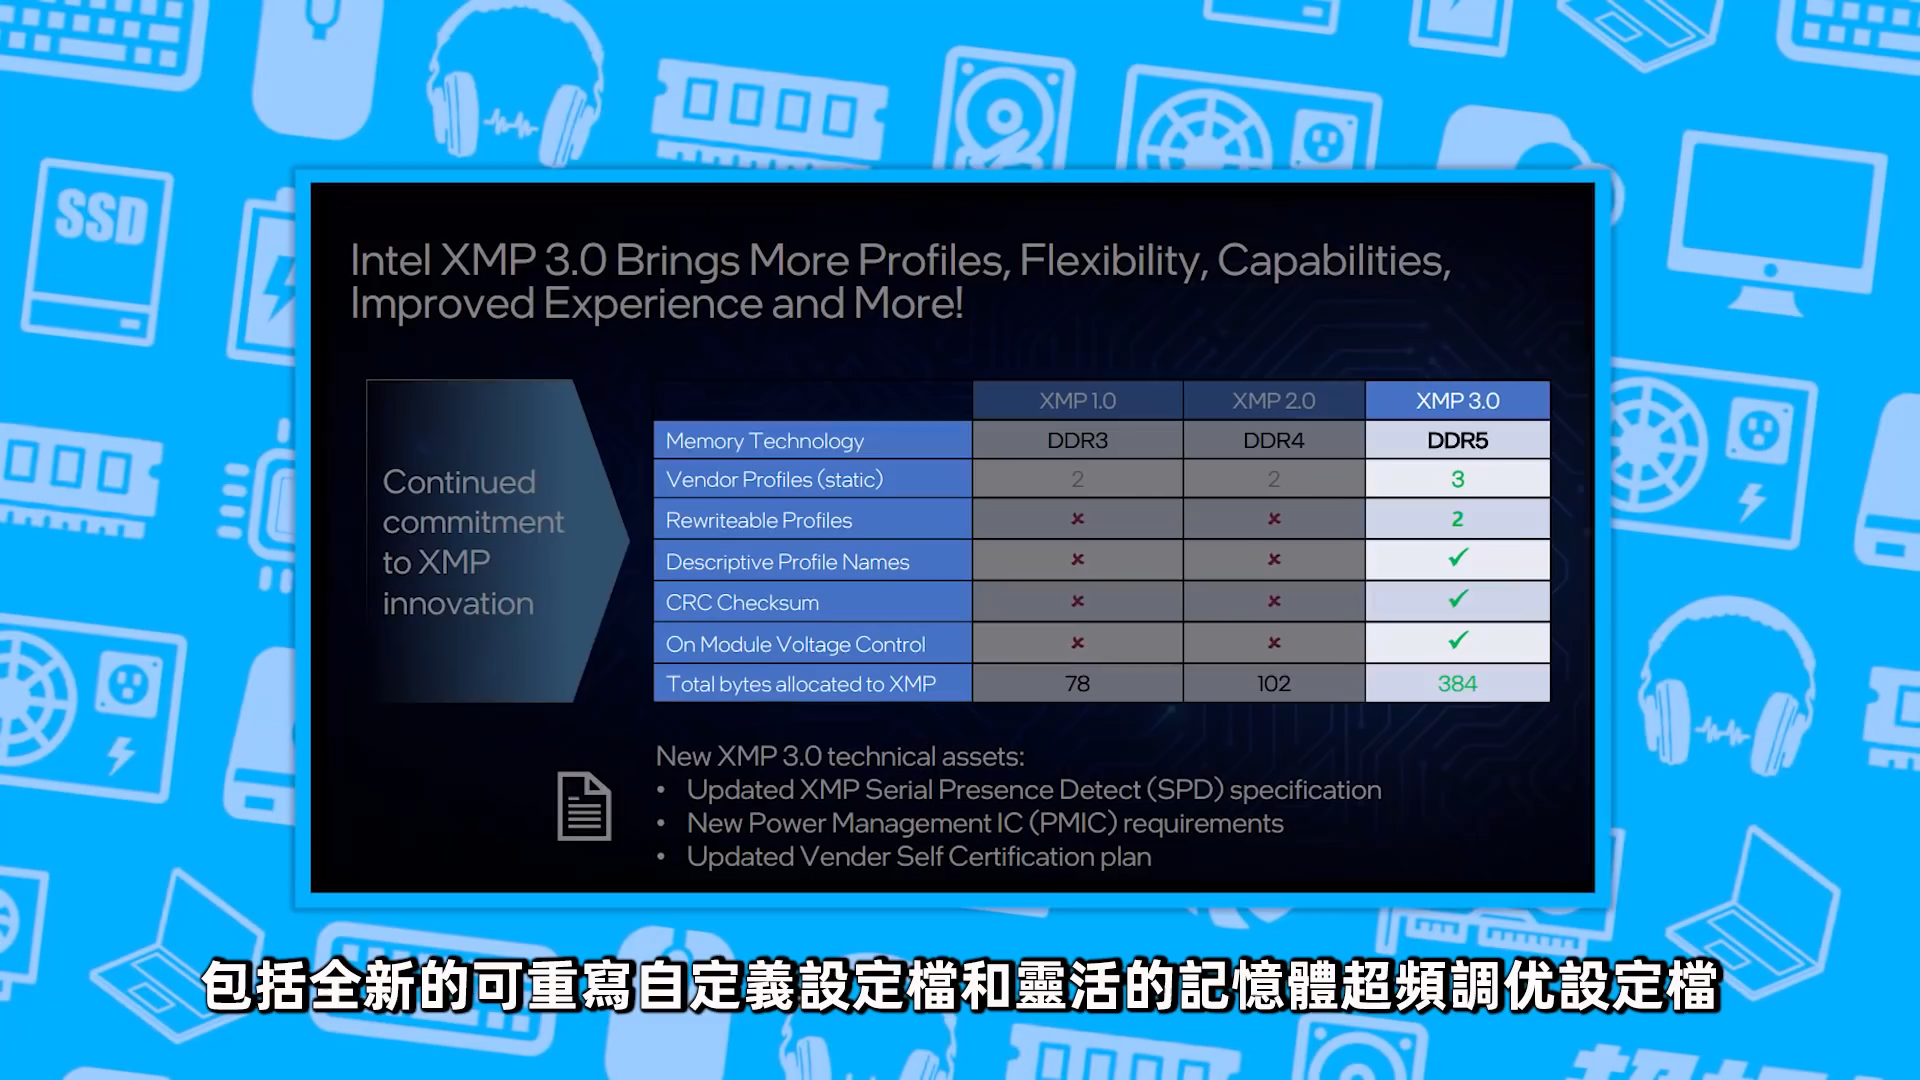 SSD
Intel XMP 3.0 Brings More Profiles, Flexibility, Capabilities,
Improved Experience and More!
Continued
commitment
to XMP
innovation
XMP 1.0 XMP 2.0 XMP 3.0
Memory Technology DDR3 DDR4 DDR5
Vendor Profiles (static) 2 2 3
Rewriteable Profiles × × 2
Descriptive Profile Names × × ✓
CRC Checksum × × ✓
On Module Voltage Control × × ✓
Total bytes allocated to XMP 78 102 384
New XMP 3.0 technical assets:
• Updated XMP Serial Presence Detect (SPD) specification
• New Power Management IC (PMIC) requirements
• Updated Vender Self Certification plan
包括全新的可重寫自定義設定檔和靈活的記憶體超頻調优設定檔